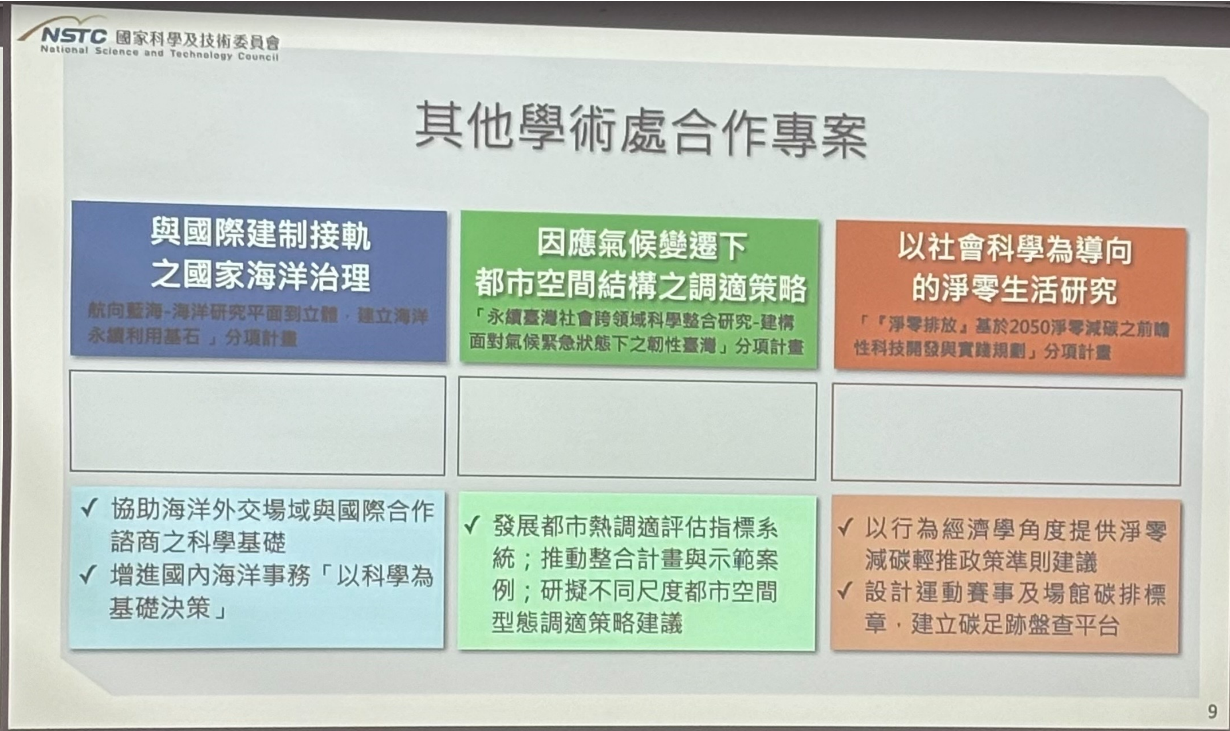 NSTC 國家科學及技術委員會
National Science and Technology Council
其他學術處合作專案
與國際建制接軌
之國家海洋治理
航向藍海-海洋研究平面到立體，建立海洋
永續利用基石」分項計畫
因應氣候變遷下
都市空間結構之調適策略
「永續臺灣社會跨領域科學整合研究-建構
面對氣候緊急狀態下之韌性臺灣」分項計畫
以社會科學為導向
的淨零生活研究
「『淨零排放』基於2050淨零減碳之前瞻
性科技開發與實踐規劃」分項計畫
✓ 協助海洋外交場域與國際合作
諮商之科學基礎
✓ 增進國內海洋事務「以科學為
基礎決策」
✓ 發展都市熱調適評估指標系
統；推動整合計畫與示範案
例；研擬不同尺度都市空間
型態調適策略建議
✓ 以行為經濟學角度提供淨零
減碳輕推政策準則建議
✓ 設計運動賽事及場館碳排標
章，建立碳足跡盤查平台
9